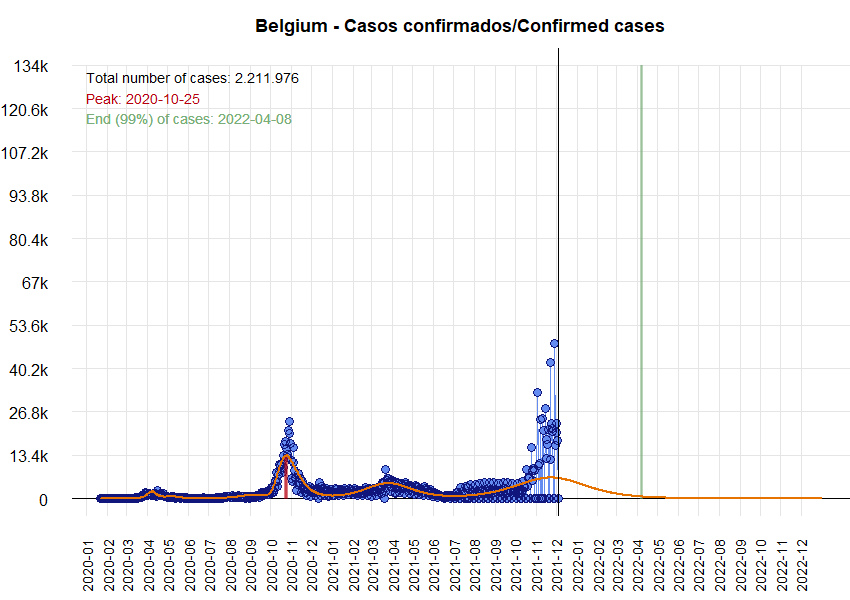 Belgium - Casos confirmados/Confirmed cases
134k
120.6k
107.2k
93.8k
80.4k
67k
53.6k
40.2k
26.8k
13.4k
0
Total number of cases: 2.211.976
Peak: 2020-10-25
End (99%) of cases: 2022-04-08
2020-01
2020-02
2020-03
2020-04
2020-05
2020-06
2020-07
2020-08
2020-09
2020-10
2020-11
2020-12
2021-01
2021-02
2021-03
2021-04
2021-05
2021-06
2021-07
2021-08
2021-09
2021-10
2021-11
2021-12
2022-01
2022-02
2022-03
2022-04
2022-05
2022-06
2022-07
2022-08
2022-09
2022-10
2022-11
2022-12